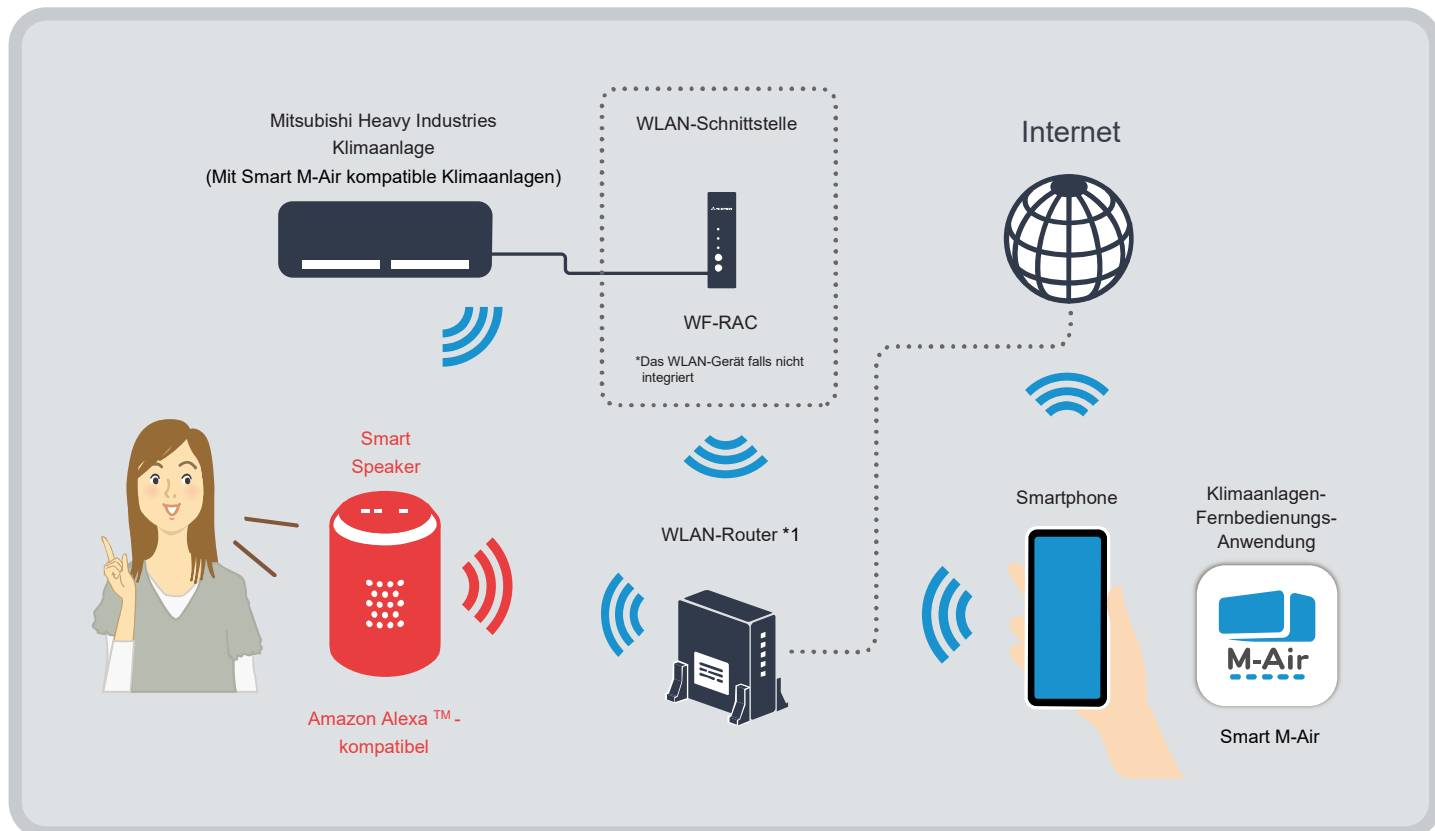 Mitsubishi Heavy Industries
Klimaanlage
(Mit Smart M-Air kompatible Klimaanlagen)
WLAN-Schnittstelle
WF-RAC
*Das WLAN-Gerät falls nicht
integriert
Internet
Smart
Speaker
Amazon Alexa ™ -
kompatibel
WLAN-Router *1
Smartphone
Klimaanlagen-
Fernbedienungs-
Anwendung
M-Air
Smart M-Air